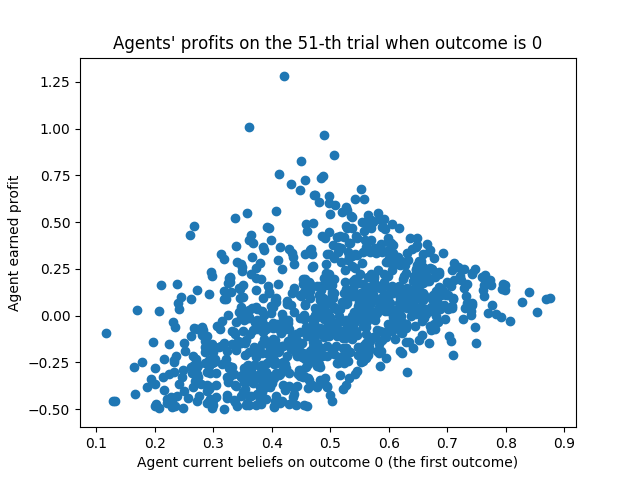 Agents' profits on the 51-th trial when outcome is 0
1.25
1.00
0.75
0.50
0.25
0.00
−0.25
−0.50
Agent earned profit
0.1 0.2 0.3 0.4 0.5 0.6 0.7 0.8 0.9
Agent current beliefs on outcome 0 (the first outcome)